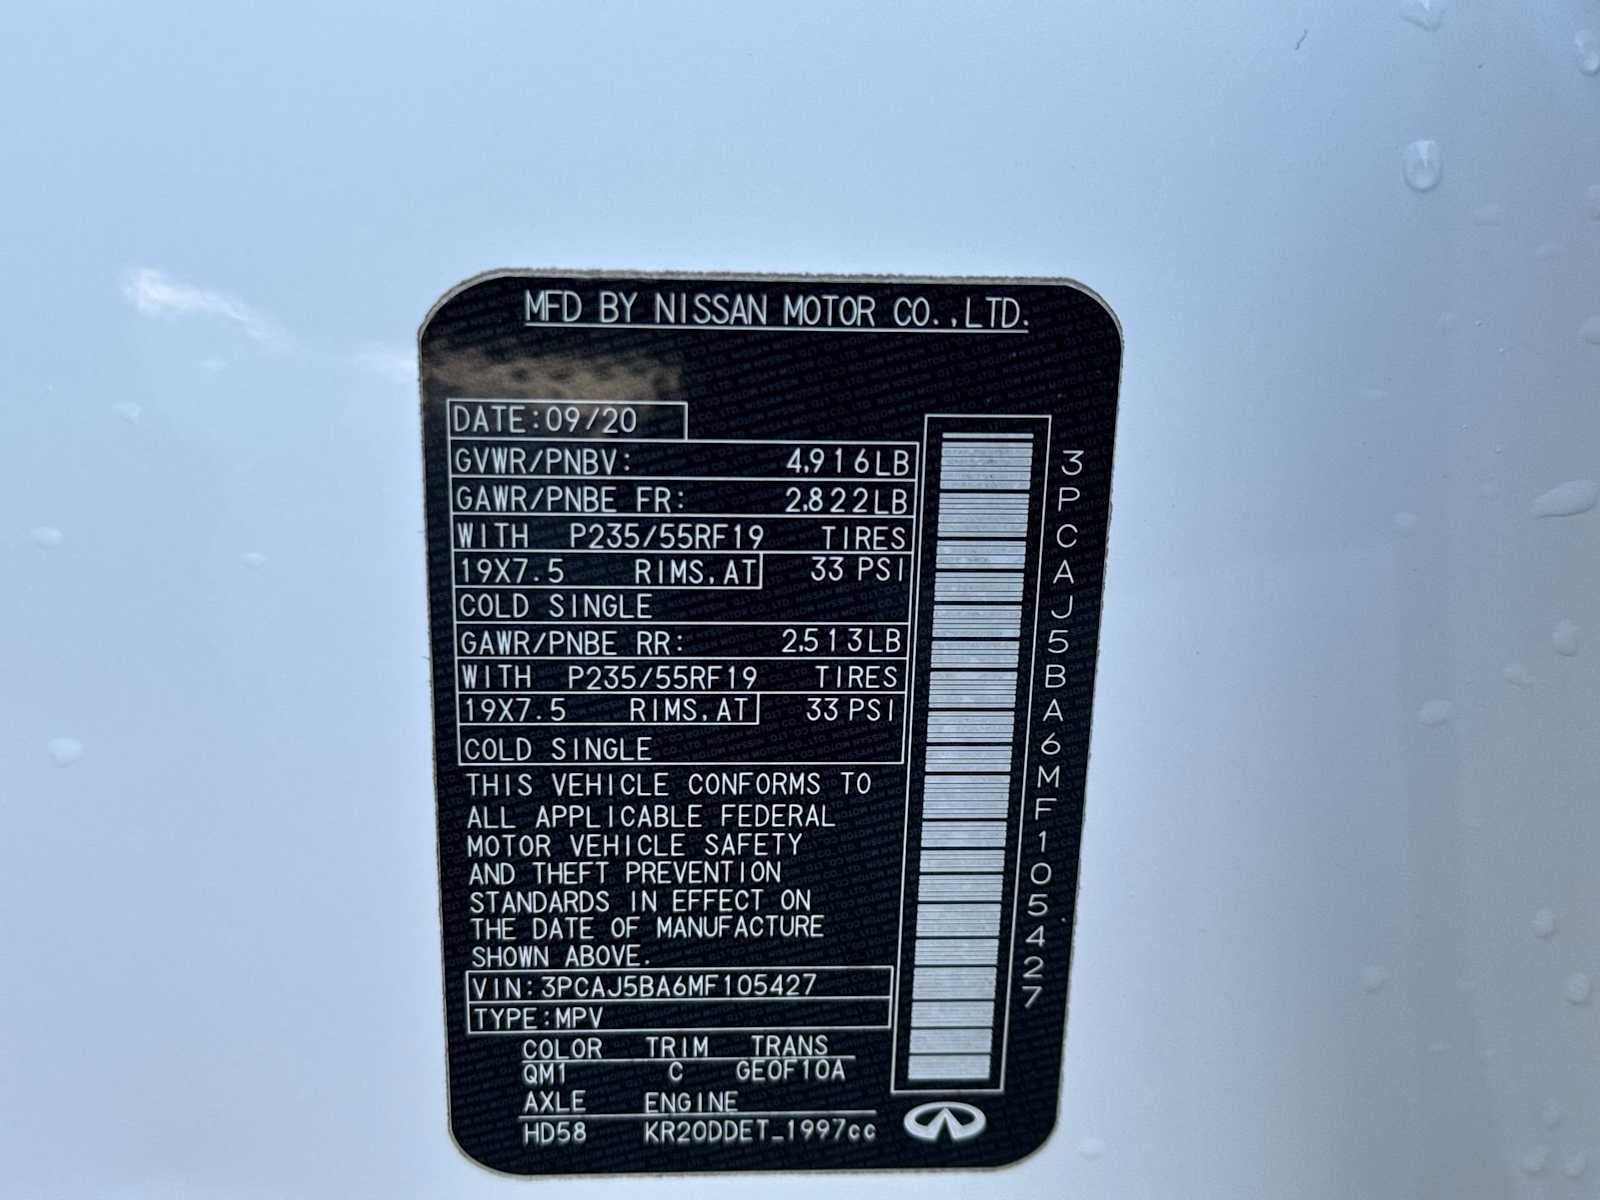 MFD BY NISSAN MOTOR CO.,LTD.
DATE:09/20
GVWR/PNBV: 4,916LB
GAWR/PNBE FR: 2,822LB
WITH P235/55RF19 TIRES
19X7.5 RIMS,AT 33 PSI
COLD SINGLE
GAWR/PNBE RR: 2,513LB
WITH P235/55RF19 TIRES
19X7.5 RIMS,AT 33 PSI
COLD SINGLE
THIS VEHICLE CONFORMS TO
ALL APPLICABLE FEDERAL
MOTOR VEHICLE SAFETY
AND THEFT PREVENTION
STANDARDS IN EFFECT ON
THE DATE OF MANUFACTURE
SHOWN ABOVE.
VIN:3PCAJ5BA6MF105427
TYPE:MPV
COLOR TRIM TRANS
QM1 C GE0F10A
AXLE ENGINE
HD58 KR20DDET_1997cc
3PCAJ5BA6MF105427